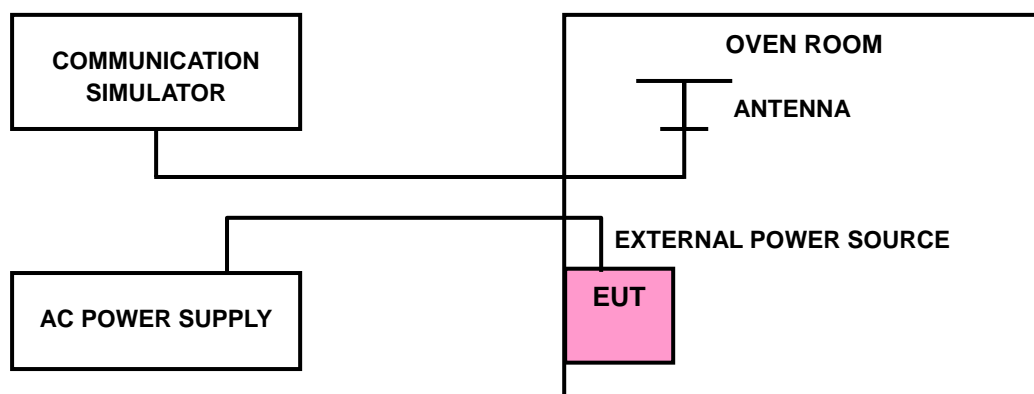 COMMUNICATION
SIMULATOR
OVEN ROOM
ANTENNA
EXTERNAL POWER SOURCE
EUT
AC POWER SUPPLY